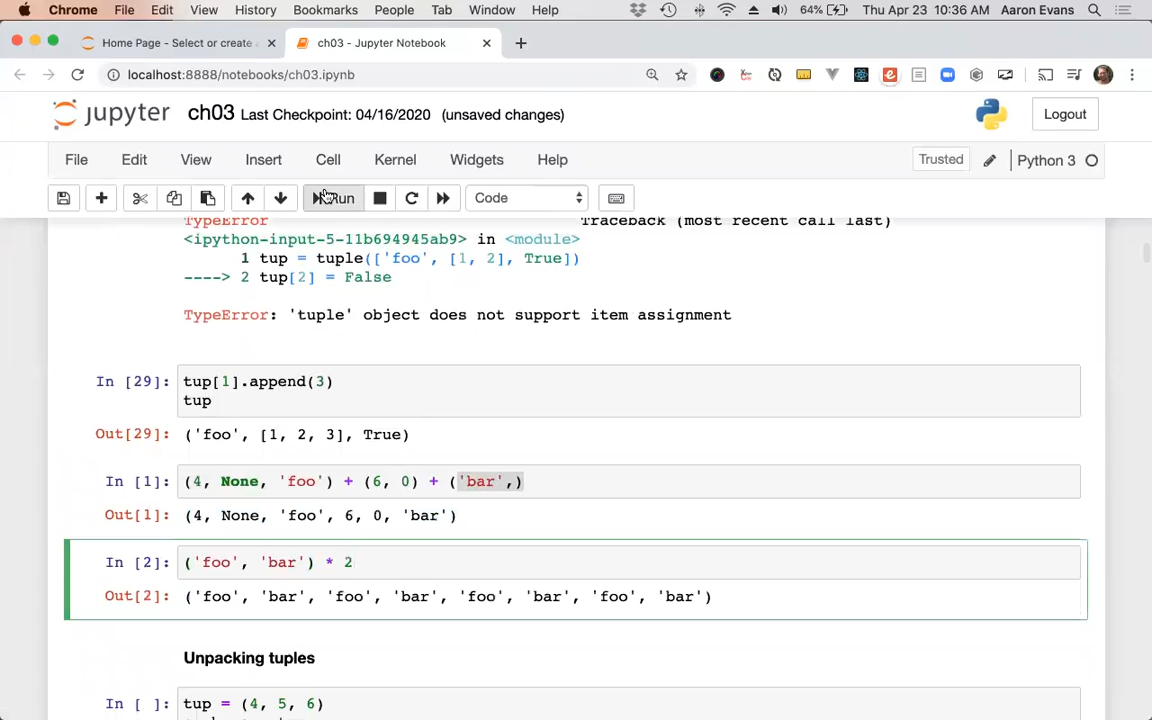 Chrome File Edit View History Bookmarks People Tab Window Help 64% Thu Apr 23 10:36 AM Aaron Evans
Home Page - Select or create ch03 - Jupyter Notebook
localhost:8888/notebooks/ch03.ipynb
jupyter ch03 Last Checkpoint: 04/16/2020 (unsaved changes) Logout
File Edit View Insert Cell Kernel Widgets Help Trusted Python 3
Run Code
TypeError Traceback (most recent call last)
<ipython-input-5-11b694945ab9> in <module>
1 tup = tuple(['foo', [1, 2], True])
----> 2 tup[2] = False
TypeError: 'tuple' object does not support item assignment
In [29]: tup[1].append(3)
tup
Out[29]: ('foo', [1, 2, 3], True)
In [1]: (4, None, 'foo') + (6, 0) + ('bar',)
Out[1]: (4, None, 'foo', 6, 0, 'bar')
In [2]: ('foo', 'bar') * 2
Out[2]: ('foo', 'bar', 'foo', 'bar', 'foo', 'bar', 'foo', 'bar')
Unpacking tuples
In [ ]: tup = (4, 5, 6)